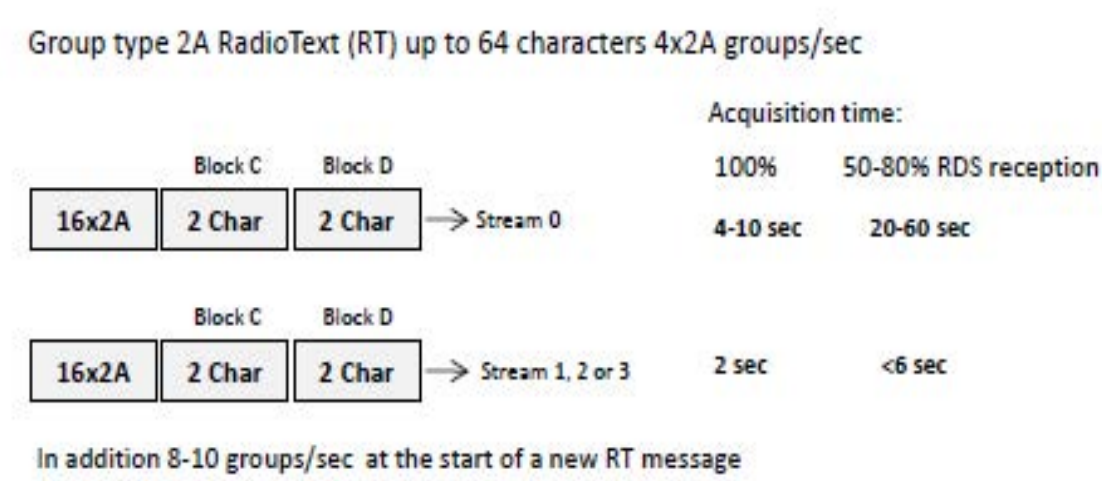 Group type 2A RadioText (RT) up to 64 characters 4x2A groups/sec
Acquisition time:
Block C Block D 100% 50-80% RDS reception
16x2A 2 Char 2 Char Stream 0 4-10 sec 20-60 sec
Block C Block D
16x2A 2 Char 2 Char Stream 1, 2 or 3 2 sec <6 sec
In addition 8-10 groups/sec at the start of a new RT message